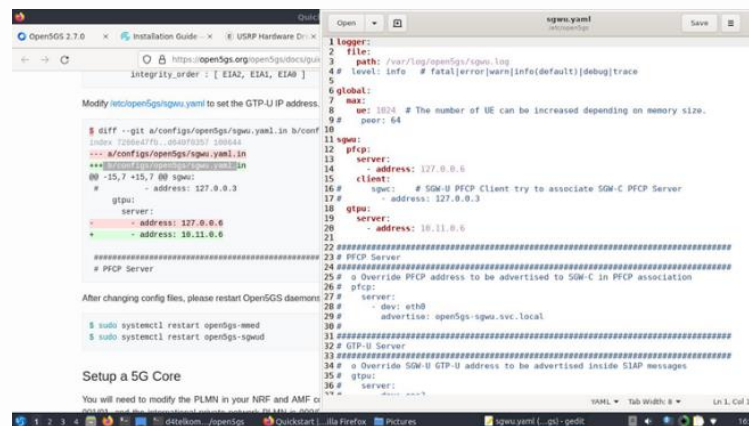 Quick
Open5GS 2.7.0
Installation Guide
USRP Hardware Dri
https://open5gs.org/open5gs/docs/gui
integrity_order : [ EIA2, EIA1, EIA0 ]
Modify /etc/open5gs/sgwu.yaml to set the GTP-U IP address.
$ diff --git a/configs/open5gs/sgwu.yaml.in b/conf
--- a/configs/open5gs/sgwu.yaml.in
+++ b/configs/open5gs/sgwu.yaml.in
@@ -15,7 +15,7 @@ sgwu:
# - address: 127.0.0.3
gtpu:
server:
- - address: 127.0.0.6
+ - address: 10.11.0.6
# PFCP Server
After changing config files, please restart Open5GS daemons
$ sudo systemctl restart open5gs-mmed
$ sudo systemctl restart open5gs-sgwud
Setup a 5G Core
You will need to modify the PLMN in your NRF and AMF co
Open
sgwu.yaml
/etc/open5gs
Save
1 logger:
2 file:
3 path: /var/log/open5gs/sgwu.log
4 # level: info # fatal|error|warn|info(default)|debug|trace
5
6 global:
7 max:
8 ue: 1024 # The number of UE can be increased depending on memory size.
9 # peer: 64
10
11 sgwu:
12 pfcp:
13 server:
14 - address: 127.0.0.6
15 client:
16 # sgwc: # SGW-U PFCP Client try to associate SGW-C PFCP Server
17 # - address: 127.0.0.3
18 gtpu:
19 server:
20 - address: 10.11.0.6
21
22 ################################################################################
23 # PFCP Server
24 ################################################################################
25 # o Override PFCP address to be advertised to SGW-C in PFCP association
26 # pfcp:
27 # server:
28 # - dev: eth0
29 # advertise: open5gs-sgwu.svc.local
30 #
31 ################################################################################
32 # GTP-U Server
33 ################################################################################
34 # o Override SGW-U GTP-U address to be advertised inside S1AP messages
35 # gtpu:
36 # server:
YAML Tab Width: 8 Ln 1, Col 1
1 2 3 4
d4telkom.../open5gs
Quickstart |...illa Firefox
Pictures
sgwu.yaml (...gs) - gedit
16